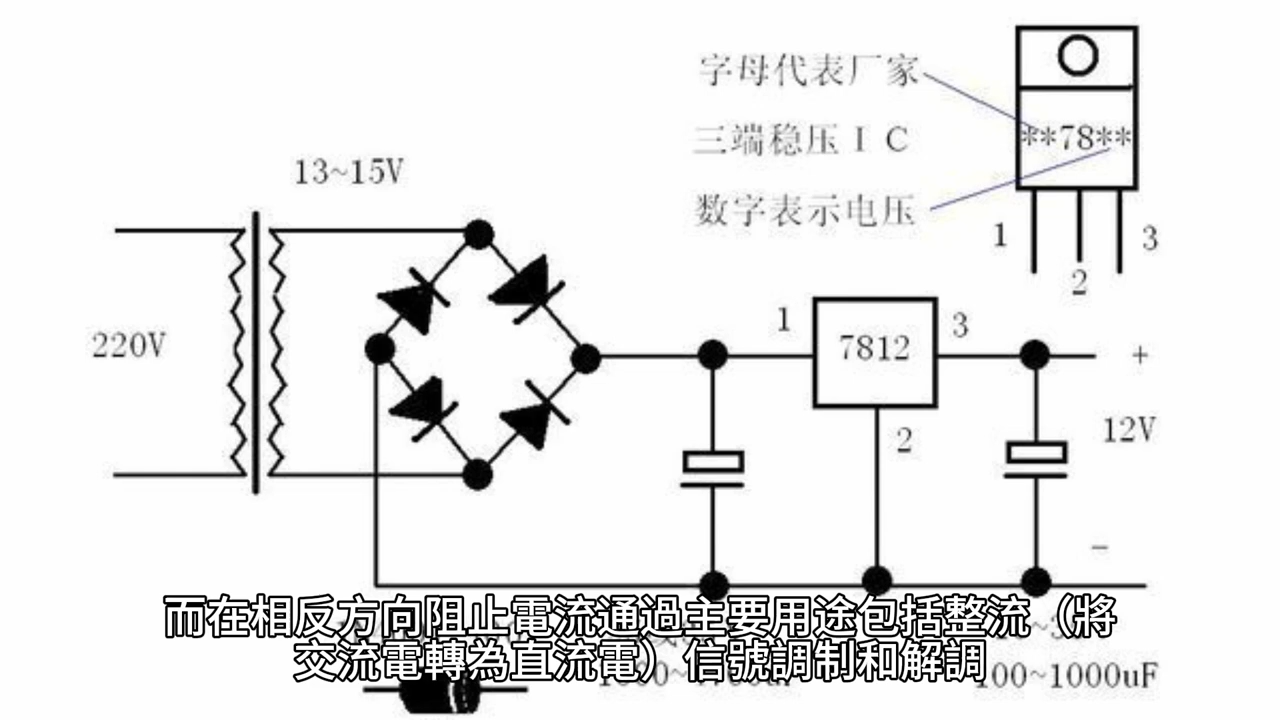 字母代表厂家
三端稳压IC
**78**
数字表示电压
1
2
3
13~15V
220V
1
7812
3
2
+
12V
-
而在相反方向阻止電流通過主要用途包括整流（將
交流電轉為直流電）信號調制和解調
100~1000uF